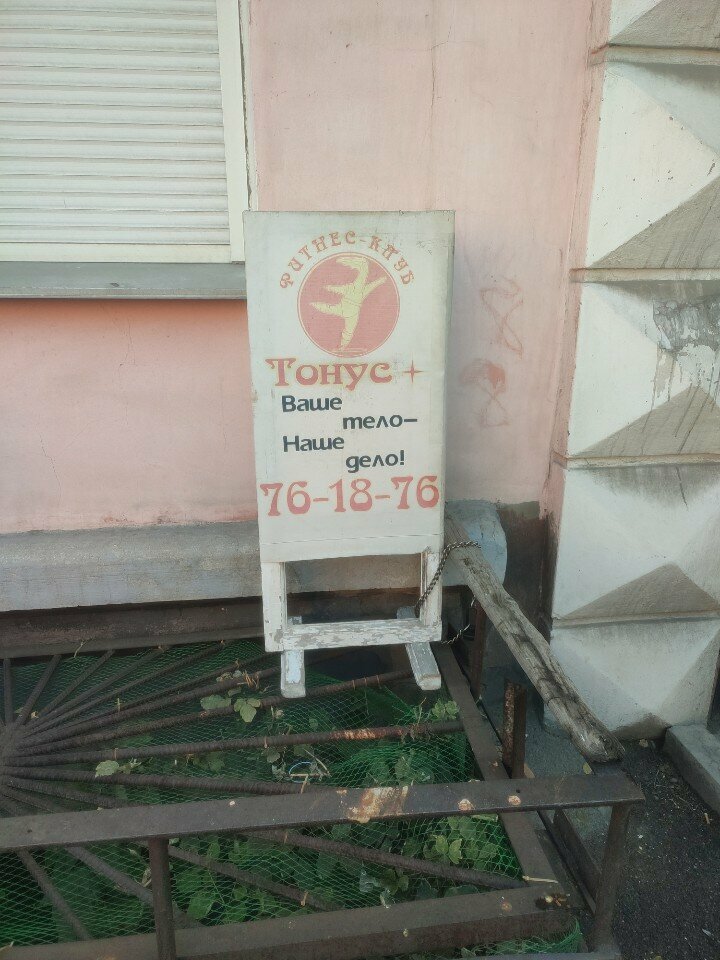 ФИТНЕС-КЛУБ
Тонус+
Ваше
тело–
Наше
дело!
76-18-76